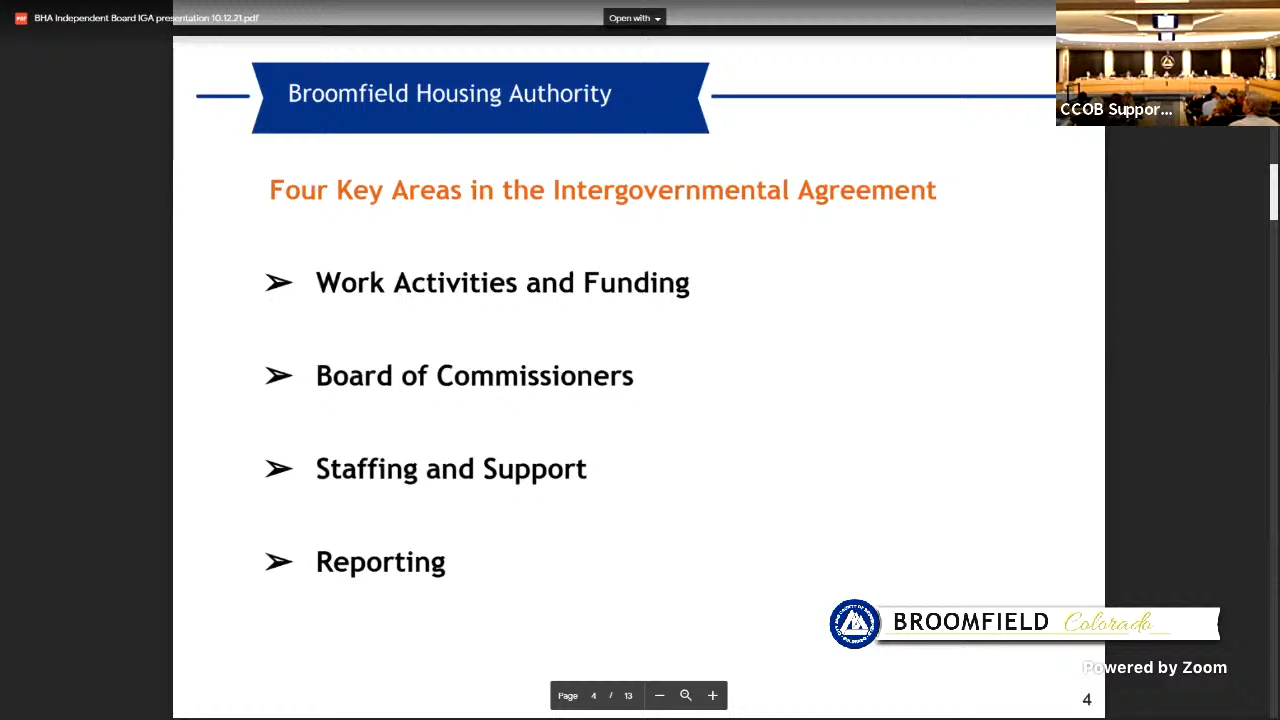 BHA Independent Board IGA presentation 10.12.21.pdf
Open with
CCOB Suppor...
Broomfield Housing Authority
Four Key Areas in the Intergovernmental Agreement
➢ Work Activities and Funding
➢ Board of Commissioners
➢ Staffing and Support
➢ Reporting
BROOMFIELD Colorado
Powered by Zoom
Page 4 / 13
4